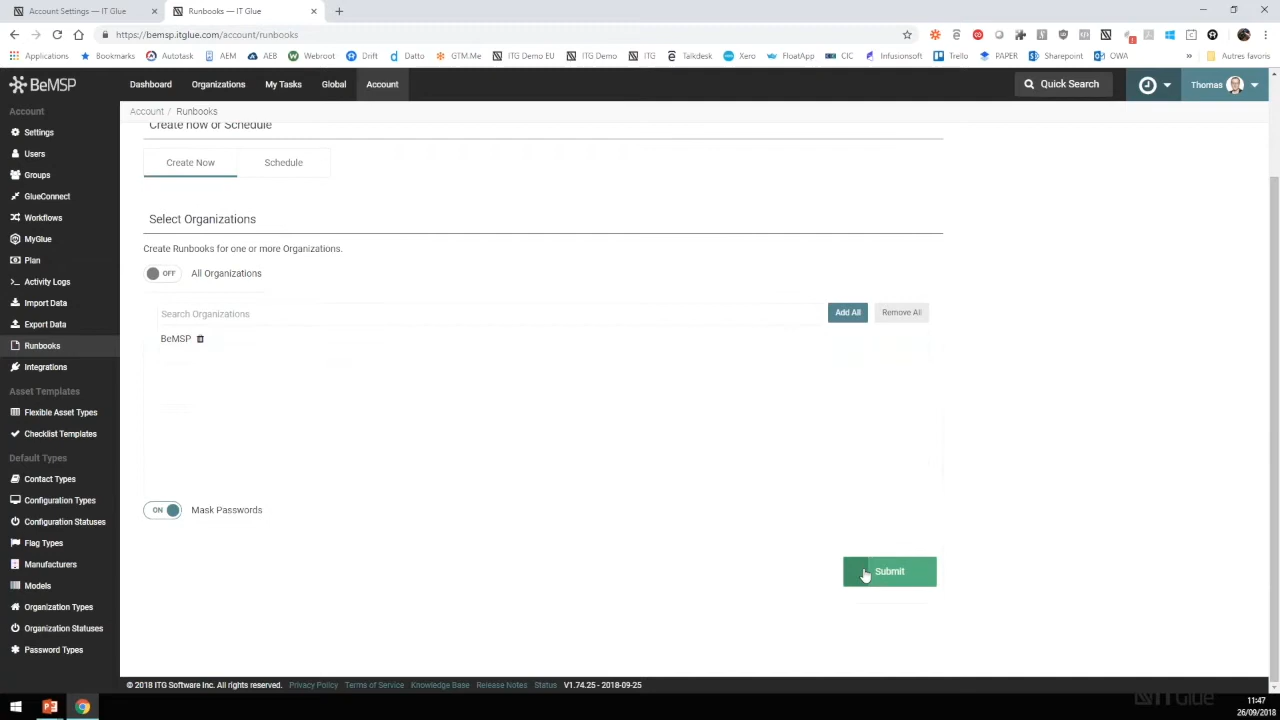 Account Settings — IT Glue
Runbooks — IT Glue
https://bemsp.itglue.com/account/runbooks
Applications
Bookmarks
Autotask
AEM
AEB
Webroot
Drift
Datto
GTM.Me
ITG Demo EU
ITG Demo
ITG
Talkdesk
Xero
FloatApp
CIC
Infusionsoft
Trello
PAPER
Sharepoint
OWA
»
Autres favoris
BeMSP
Dashboard
Organizations
My Tasks
Global
Account
Quick Search
Thomas
Account
Account / Runbooks
Create now or Schedule
Settings
Users
Groups
GlueConnect
Workflows
MyGlue
Plan
Activity Logs
Import Data
Export Data
Runbooks
Integrations
Asset Templates
Flexible Asset Types
Checklist Templates
Default Types
Contact Types
Configuration Types
Configuration Statuses
Flag Types
Manufacturers
Models
Organization Types
Organization Statuses
Password Types
Create Now
Schedule
Select Organizations
Create Runbooks for one or more Organizations.
OFF
All Organizations
Search Organizations
Add All
Remove All
BeMSP
ON
Mask Passwords
Submit
© 2018 ITG Software Inc. All rights reserved. Privacy Policy Terms of Service Knowledge Base Release Notes Status V1.74.25 - 2018-09-25
IT Glue
11:47
26/09/2018